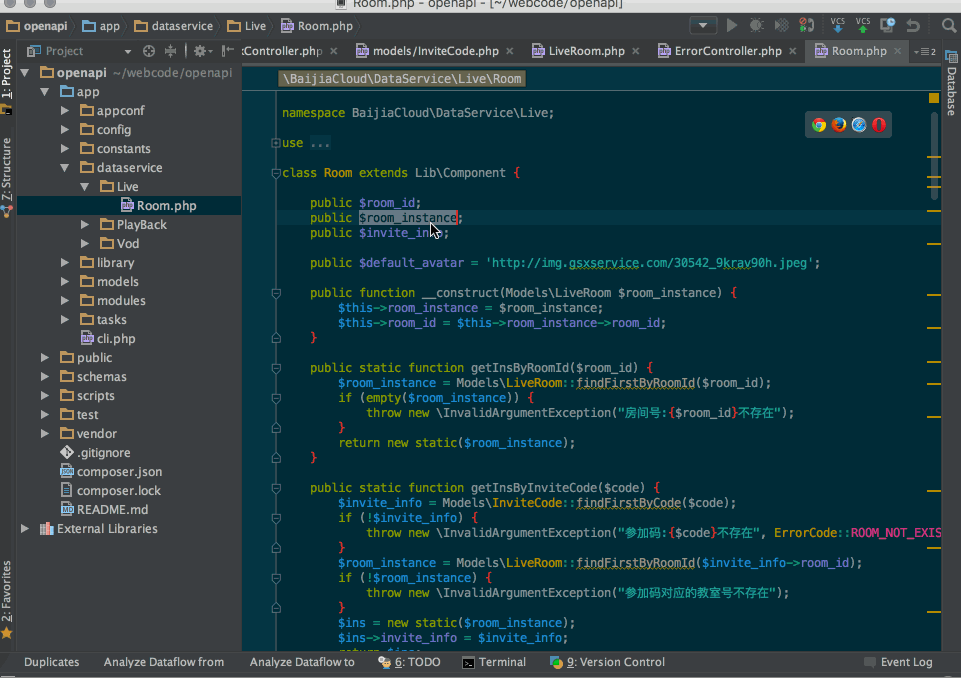 Room.php - openapi - [~/webcode/openapi]
openapi app dataservice Live Room.php VCS VCS
1: Project
Z: Structure
2: Favorites
Project
openapi ~/webcode/openapi
app
appconf
config
constants
dataservice
Live
Room.php
PlayBack
Vod
library
models
modules
tasks
cli.php
public
schemas
scripts
test
vendor
.gitignore
composer.json
composer.lock
README.md
External Libraries
:Controller.php models/InviteCode.php LiveRoom.php ErrorController.php Room.php 2
Database
\BaijiaCloud\DataService\Live\Room
namespace BaijiaCloud\DataService\Live;
use ...
class Room extends Lib\Component {
public $room_id;
public $room_instance;
public $invite_info;
public $default_avatar = 'http://img.gsxservice.com/30542_9krav90h.jpeg';
public function __construct(Models\LiveRoom $room_instance) {
$this->room_instance = $room_instance;
$this->room_id = $this->room_instance->room_id;
}
public static function getInsByRoomId($room_id) {
$room_instance = Models\LiveRoom::findFirstByRoomId($room_id);
if (empty($room_instance)) {
throw new \InvalidArgumentException("房间号:{$room_id}不存在");
}
return new static($room_instance);
}
public static function getInsByInviteCode($code) {
$invite_info = Models\InviteCode::findFirstByCode($code);
if (!$invite_info) {
throw new \InvalidArgumentException("参加码:{$code}不存在", ErrorCode::ROOM_NOT_EXIS
}
$room_instance = Models\LiveRoom::findFirstByRoomId($invite_info->room_id);
if (!$room_instance) {
throw new \InvalidArgumentException("参加码对应的教室号不存在");
}
$ins = new static($room_instance);
$ins->invite_info = $invite_info;
return $ins;
Duplicates Analyze Dataflow from Analyze Dataflow to 6: TODO Terminal 9: Version Control Event Log